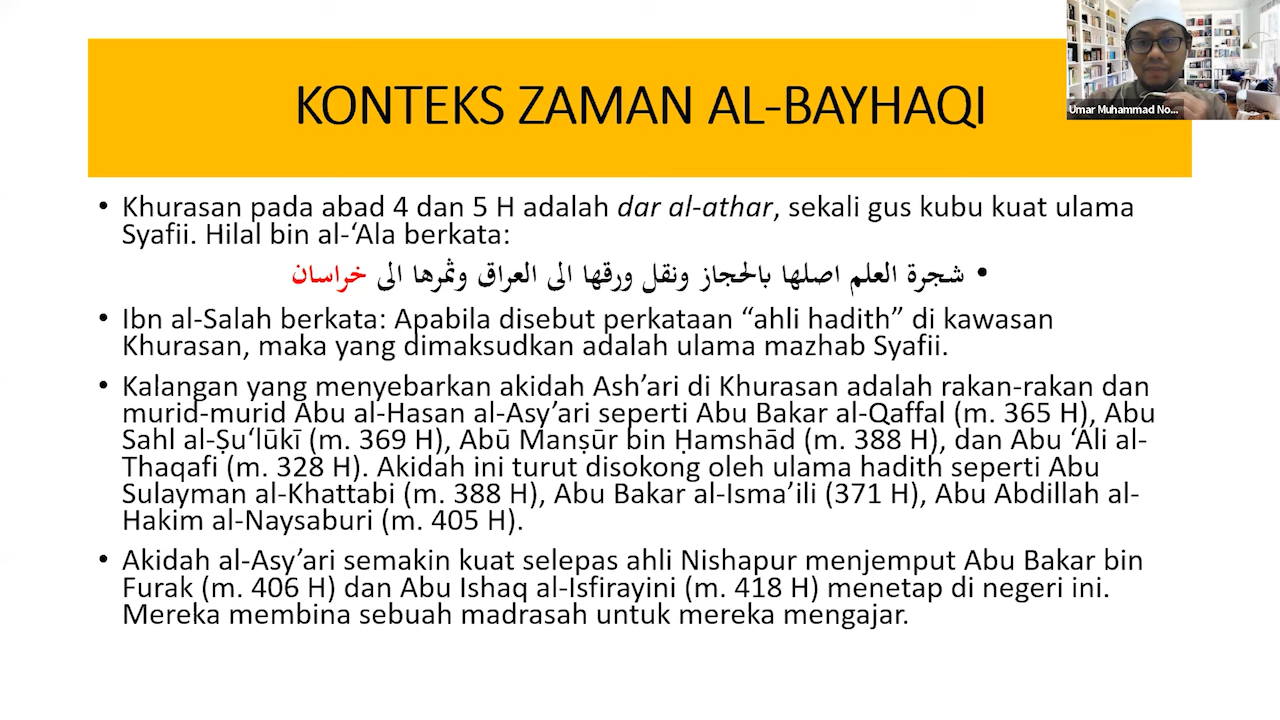 KONTEKS ZAMAN AL-BAYHAQI
Umar Muhammad No...
• Khurasan pada abad 4 dan 5 H adalah dar al-athar, sekali gus kubu kuat ulama
Syafii. Hilal bin al-‘Ala berkata:
• شجرة العلم اصلها بالحجاز ونقل ورقها الى العراق وثمرها الى خراسان
• Ibn al-Salah berkata: Apabila disebut perkataan “ahli hadith” di kawasan
Khurasan, maka yang dimaksudkan adalah ulama mazhab Syafii.
• Kalangan yang menyebarkan akidah Ash’ari di Khurasan adalah rakan-rakan dan
murid-murid Abu al-Hasan al-Asy’ari seperti Abu Bakar al-Qaffal (m. 365 H), Abu
Sahl al-Ṣu‘lūkī (m. 369 H), Abū Manṣūr bin Ḥamshād (m. 388 H), dan Abu ‘Ali al-
Thaqafi (m. 328 H). Akidah ini turut disokong oleh ulama hadith seperti Abu
Sulayman al-Khattabi (m. 388 H), Abu Bakar al-Isma’ili (371 H), Abu Abdillah al-
Hakim al-Naysaburi (m. 405 H).
• Akidah al-Asy’ari semakin kuat selepas ahli Nishapur menjemput Abu Bakar bin
Furak (m. 406 H) dan Abu Ishaq al-Isfirayini (m. 418 H) menetap di negeri ini.
Mereka membina sebuah madrasah untuk mereka mengajar.